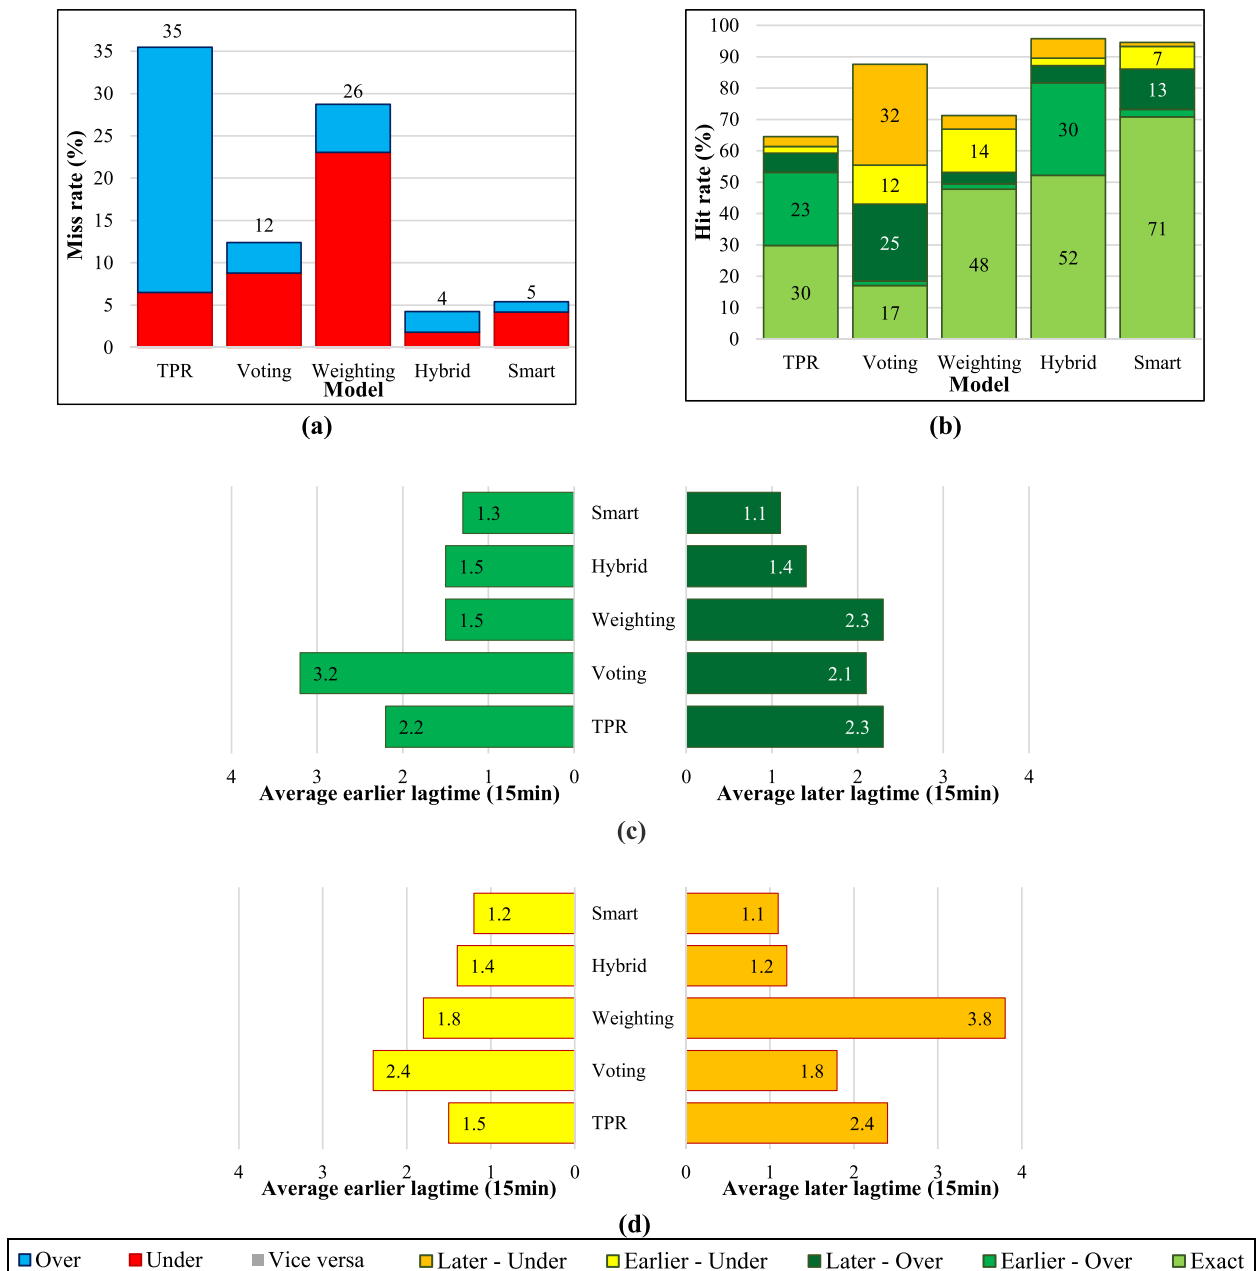 35
12
26
4
5
35
30
25
20
15
10
5
0
Miss rate (%)
TPR Voting Weighting Hybrid Smart
Model
(a)
100
90
80
70
60
50
40
30
20
10
0
Hit rate (%)
23
30
32
12
25
17
14
48
30
52
7
13
71
TPR Voting Weighting Hybrid Smart
Model
(b)
1.3 Smart 1.1
1.5 Hybrid 1.4
1.5 Weighting 2.3
3.2 Voting 2.1
2.2 TPR 2.3
4 3 2 1 0 0 1 2 3 4
Average earlier lagtime (15min) Average later lagtime (15min)
(c)
1.2 Smart 1.1
1.4 Hybrid 1.2
1.8 Weighting 3.8
2.4 Voting 1.8
1.5 TPR 2.4
4 3 2 1 0 0 1 2 3 4
Average earlier lagtime (15min) Average later lagtime (15min)
(d)
Over Under Vice versa Later - Under Earlier - Under Later - Over Earlier - Over Exact